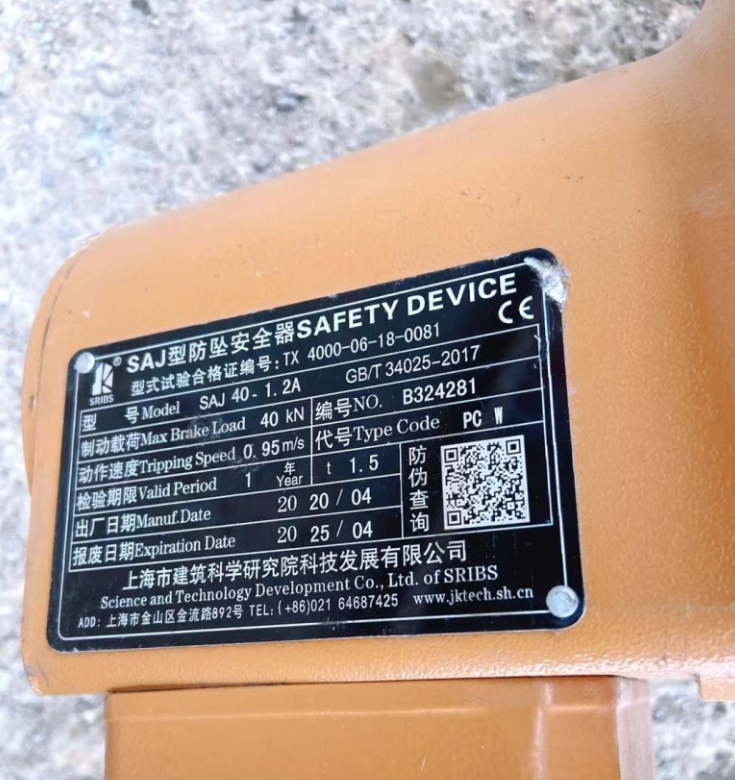 SRIBS ®
SAJ型防坠安全器SAFETY DEVICE
型式试验合格证编号:TX 4000-06-18-0081 CE
型 号Model SAJ 40-1.2A GB/T 34025-2017
制动载荷Max Brake Load 40 kN 编号NO. B324281
动作速度Tripping Speed 0.95m/s 代号Type Code PC W
检验期限Valid Period 1 年 Year t 1.5
出厂日期Manuf.Date 20 20/04
报废日期Expiration Date 20 25/04
防伪查询
上海市建筑科学研究院科技发展有限公司
Science and Technology Development Co., Ltd. of SRIBS
ADD: 上海市金山区金流路892号 TEL:(+86)021 64687425 www.jktech.sh.cn